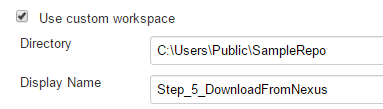 Use custom workspace
Directory C:\Users\Public\SampleRepo
Display Name Step_5_DownloadFromNexus